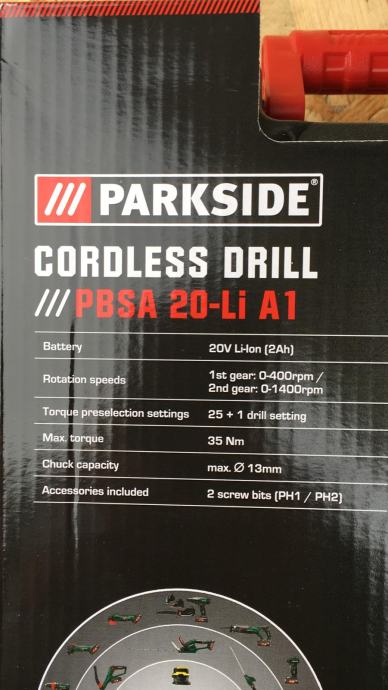 /// PARKSIDE®
CORDLESS DRILL
/// PBSA 20-Li A1
Battery 20V Li-Ion (2Ah)
Rotation speeds 1st gear: 0-400rpm /
2nd gear: 0-1400rpm
Torque preselection settings 25 + 1 drill setting
Max. torque 35 Nm
Chuck capacity max. Ø 13mm
Accessories included 2 screw bits (PH1 / PH2)